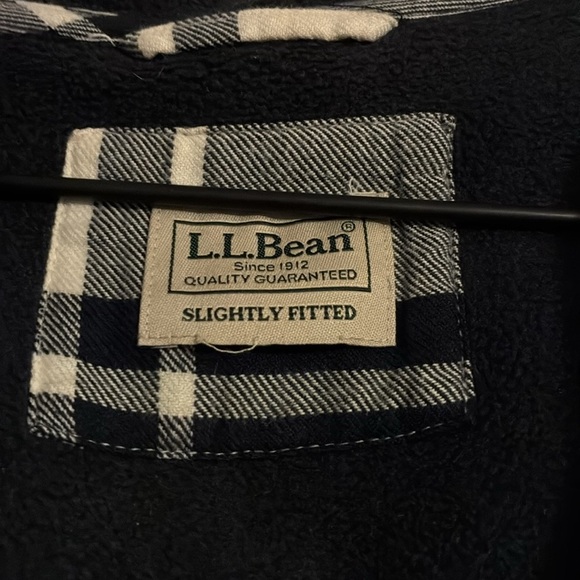 L.L.Bean®
Since 1912
QUALITY GUARANTEED
SLIGHTLY FITTED